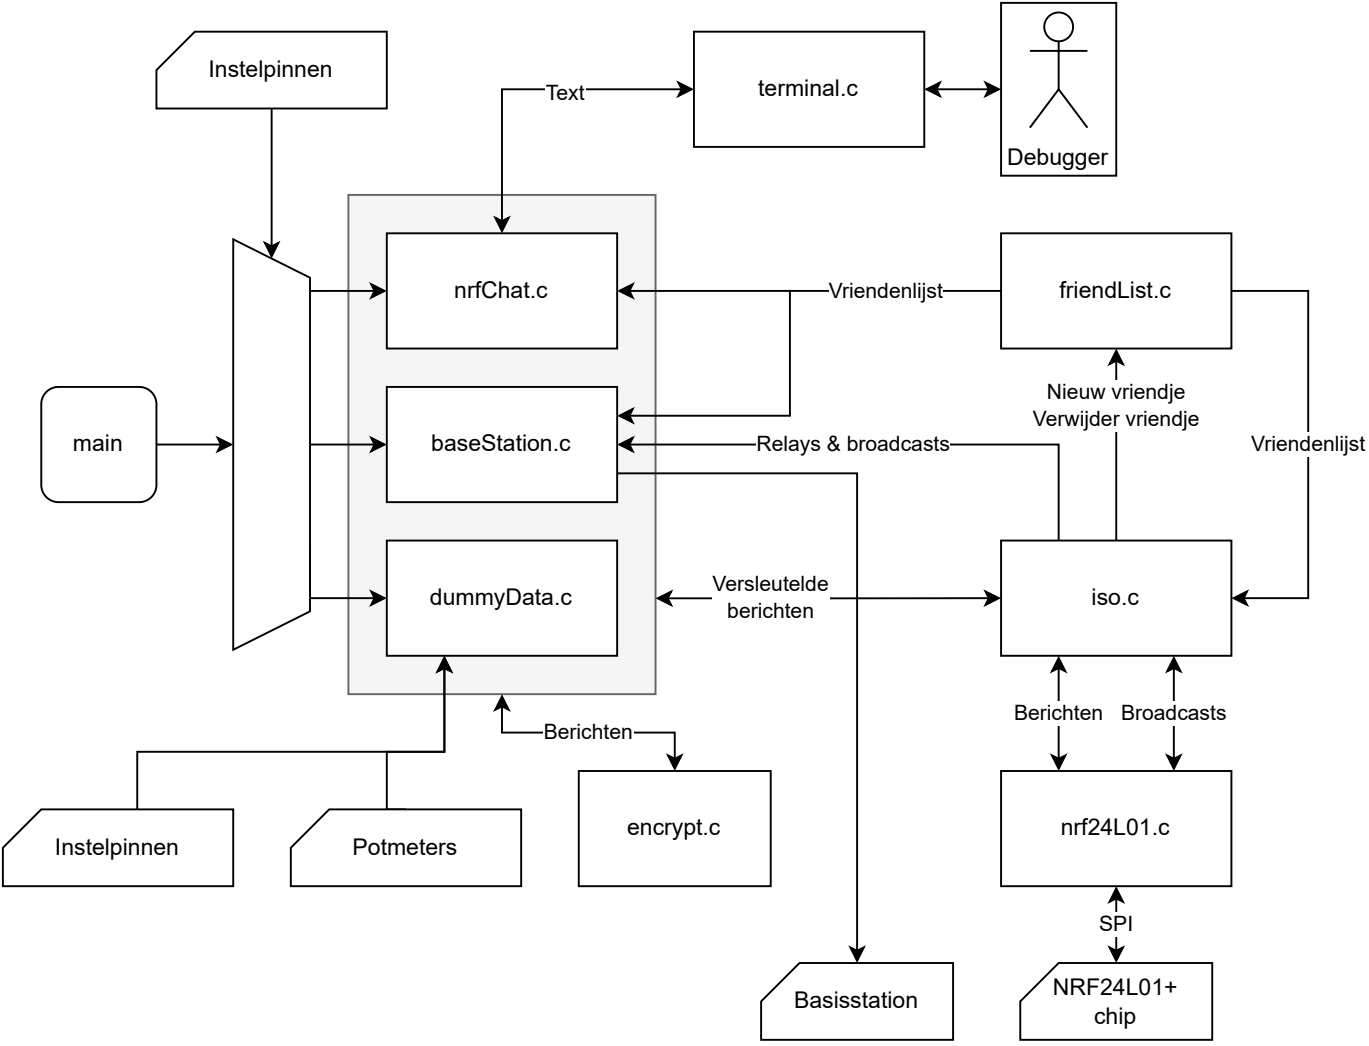 Instelpinnen
Text
terminal.c
Debugger
nrfChat.c
Vriendenlijst
friendList.c
Nieuw vriendje
Verwijder vriendje
main
baseStation.c
Relays & broadcasts
Vriendenlijst
dummyData.c
Versleutelde
berichten
iso.c
Berichten
Broadcasts
Berichten
encrypt.c
nrf24L01.c
Instelpinnen
Potmeters
SPI
Basisstation
NRF24L01+
chip